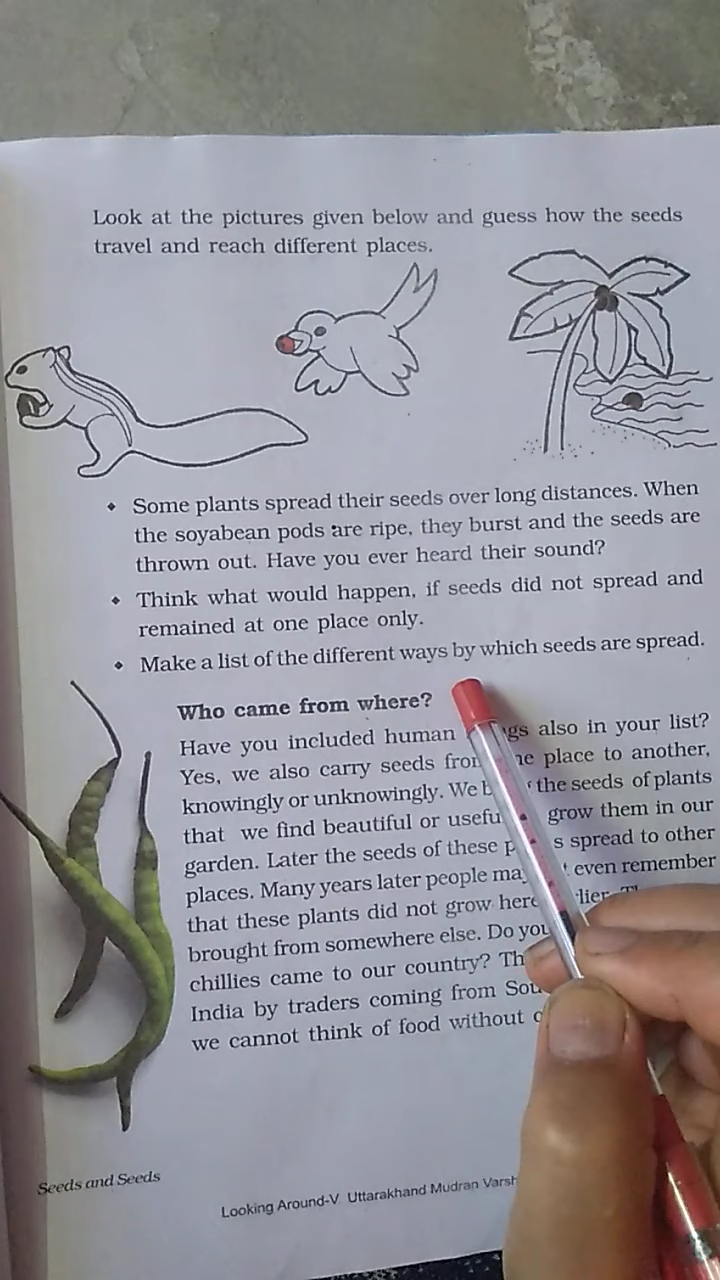 Look at the pictures given below and guess how the seeds
travel and reach different places.
Some plants spread their seeds over long distances. When
the soyabean pods are ripe, they burst and the seeds are
thrown out. Have you ever heard their sound?
Think what would happen, if seeds did not spread and
remained at one place only.
Make a list of the different ways by which seeds are spread.
Who came from where?
Have you included human also in your list?
Yes, we also carry seeds place to another,
knowingly or unknowingly. We the seeds of plants
that we find beautiful or grow them in our
garden. Later the seeds of these spread to other
places. Many years later people even remember
that these plants did not grow
brought from somewhere else. Do
chillies came to our country?
India by traders coming from
we cannot think of food without
Seeds and Seeds
Looking Around-V Uttarakhand Mudran